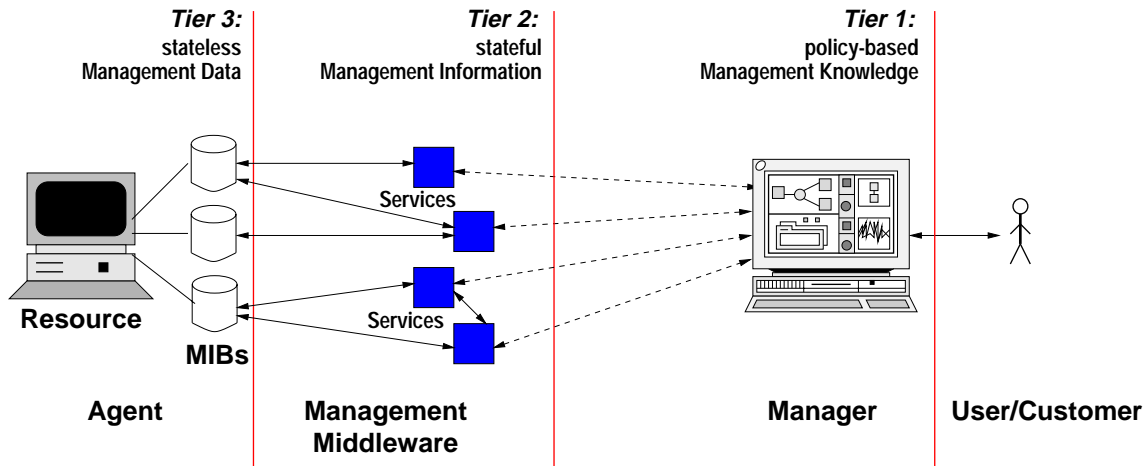 Tier 3:
stateless
Management Data
Tier 2:
stateful
Management Information
Tier 1:
policy-based
Management Knowledge
Services
Services
Resource
MIBs
Agent
Management
Middleware
Manager
User/Customer